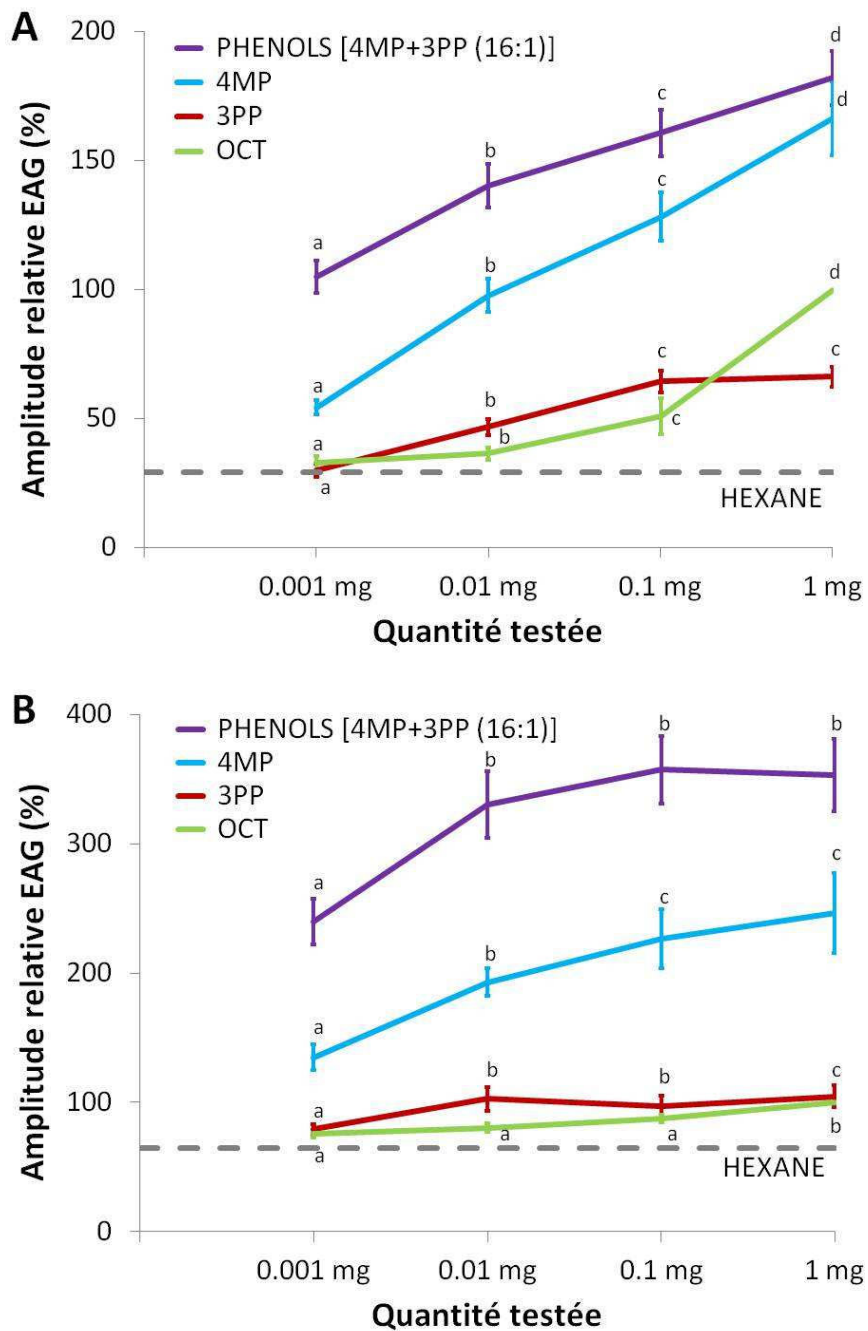 A
Amplitude relative EAG (%)
200
150
100
50
0
PHENOLS [4MP+3PP (16:1)]
4MP
3PP
OCT
a
b
c
d
a
b
c
d
a
b
c
c
a
b
c
d
HEXANE
0.001 mg
0.01 mg
0.1 mg
1 mg
Quantité testée
B
Amplitude relative EAG (%)
400
300
200
100
0
PHENOLS [4MP+3PP (16:1)]
4MP
3PP
OCT
a
b
b
b
a
b
c
c
a
b
b
c
a
a
a
b
HEXANE
0.001 mg
0.01 mg
0.1 mg
1 mg
Quantité testée